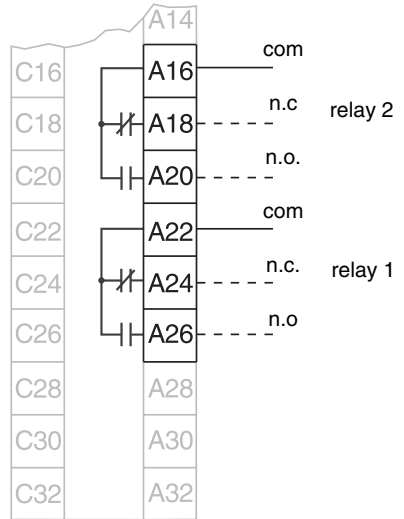 A14
C16 A16 com
C18 A18 n.c relay 2
C20 A20 n.o.
C22 A22 com
C24 A24 n.c. relay 1
C26 A26 n.o
C28 A28
C30 A30
C32 A32